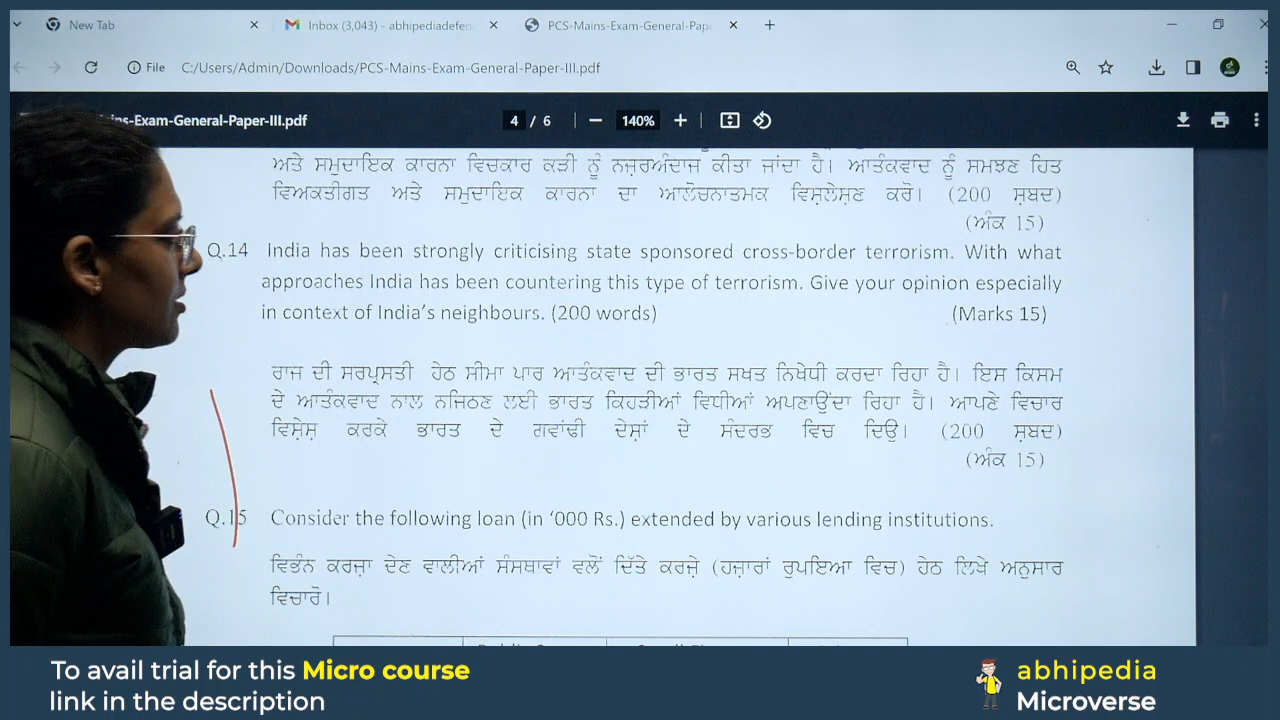 New Tab
Inbox (3,043) - abhipediadefen
PCS-Mains-Exam-General-Pap
File C:/Users/Admin/Downloads/PCS-Mains-Exam-General-Paper-III.pdf
ins-Exam-General-Paper-III.pdf 4 / 6 140%
ਅਤੇ ਸਮੁਦਾਇਕ ਕਾਰਨਾ ਵਿਚਕਾਰ ਕੜੀ ਨੂੰ ਨਜ਼ਰਅੰਦਾਜ ਕੀਤਾ ਜਾਂਦਾ ਹੈ। ਆਤੰਕਵਾਦ ਨੂੰ ਸਮਝਣ ਹਿਤ
ਵਿਅਕਤੀਗਤ ਅਤੇ ਸਮੁਦਾਇਕ ਕਾਰਨਾ ਦਾ ਆਲੋਚਨਾਤਮਕ ਵਿਸ਼ਲੇਸ਼ਣ ਕਰੋ। (200 ਸ਼ਬਦ)
(ਅੰਕ 15)
Q.14 India has been strongly criticising state sponsored cross-border terrorism. With what
approaches India has been countering this type of terrorism. Give your opinion especially
in context of India's neighbours. (200 words) (Marks 15)
ਰਾਜ ਦੀ ਸਰਪ੍ਰਸਤੀ ਹੇਠ ਸੀਮਾ ਪਾਰ ਆਤੰਕਵਾਦ ਦੀ ਭਾਰਤ ਸਖਤ ਨਿਖੇਧੀ ਕਰਦਾ ਰਿਹਾ ਹੈ। ਇਸ ਕਿਸਮ
ਦੇ ਆਤੰਕਵਾਦ ਨਾਲ ਨਜਿਠਣ ਲਈ ਭਾਰਤ ਕਿਹੜੀਆਂ ਵਿਧੀਆਂ ਅਪਣਾਉਂਦਾ ਰਿਹਾ ਹੈ। ਆਪਣੇ ਵਿਚਾਰ
ਵਿਸ਼ੇਸ਼ ਕਰਕੇ ਭਾਰਤ ਦੇ ਗਵਾਂਢੀ ਦੇਸ਼ਾਂ ਦੇ ਸੰਦਰਭ ਵਿਚ ਦਿਉ। (200 ਸ਼ਬਦ)
(ਅੰਕ 15)
Q.15 Consider the following loan (in '000 Rs.) extended by various lending institutions.
ਵਿਭੰਨ ਕਰਜ਼ਾ ਦੇਣ ਵਾਲੀਆਂ ਸੰਸਥਾਵਾਂ ਵਲੋਂ ਦਿੱਤੇ ਕਰਜ਼ੇ (ਹਜ਼ਾਰਾਂ ਰੁਪਇਆ ਵਿਚ) ਹੇਠ ਲਿਖੇ ਅਨੁਸਾਰ
ਵਿਚਾਰੋ।
To avail trial for this Micro course
link in the description
abhipedia
Microverse